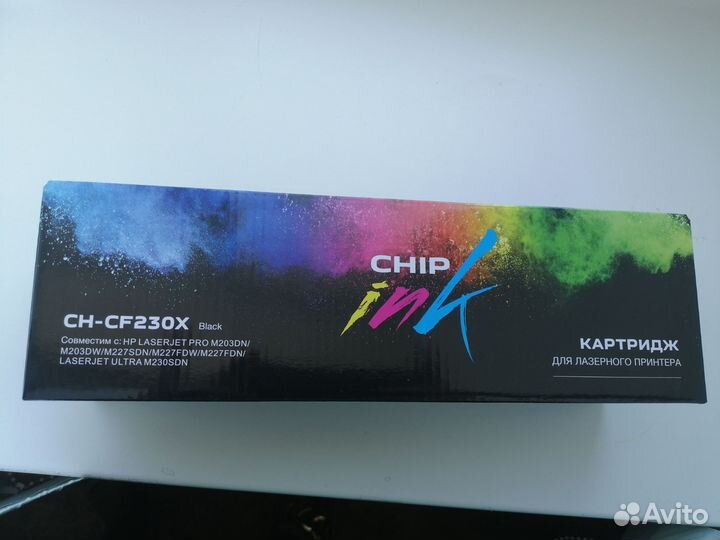 CHIP
ink
CH-CF230X Black
Совместим с: HP LASERJET PRO M203DN/
M203DW/M227SDN/M227FDW/M227FDN/
LASERJET ULTRA M230SDN
КАРТРИДЖ
ДЛЯ ЛАЗЕРНОГО ПРИНТЕРА
Avito